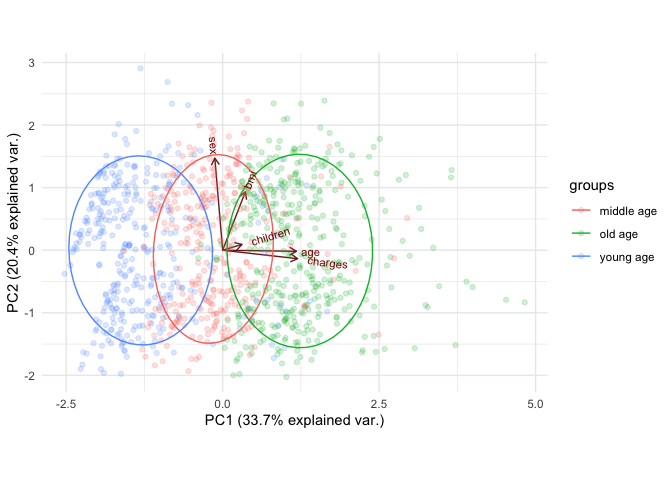 3
2
1
0
-1
-2
PC2 (20.4% explained var.)
sex
bmi
children
age
charges
-2.5 0.0 2.5 5.0
PC1 (33.7% explained var.)
groups
middle age
old age
young age